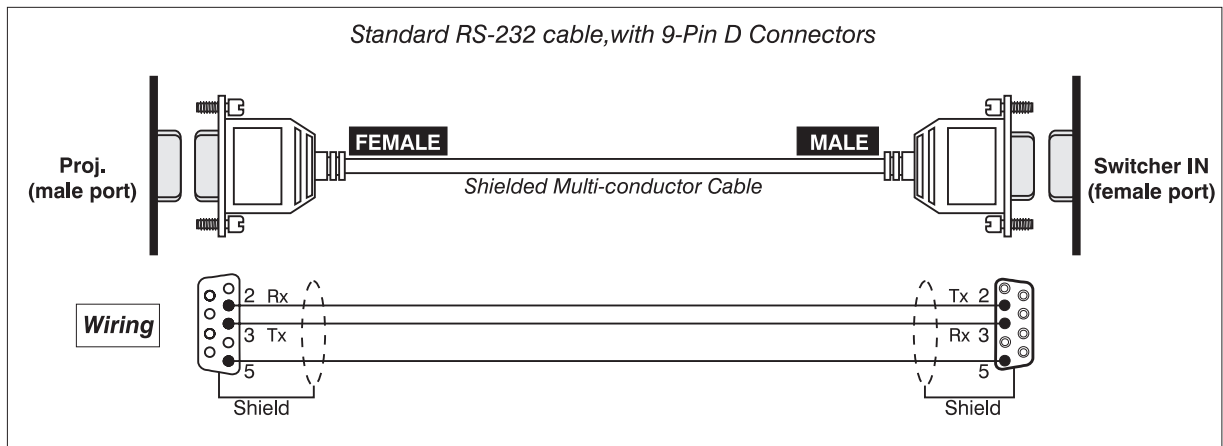 Standard RS-232 cable,with 9-Pin D Connectors
FEMALE
MALE
Proj.
(male port)
Shielded Multi-conductor Cable
Switcher IN
(female port)
Wiring
2 Rx
Tx 2
3 Tx
Rx 3
5
5
Shield
Shield